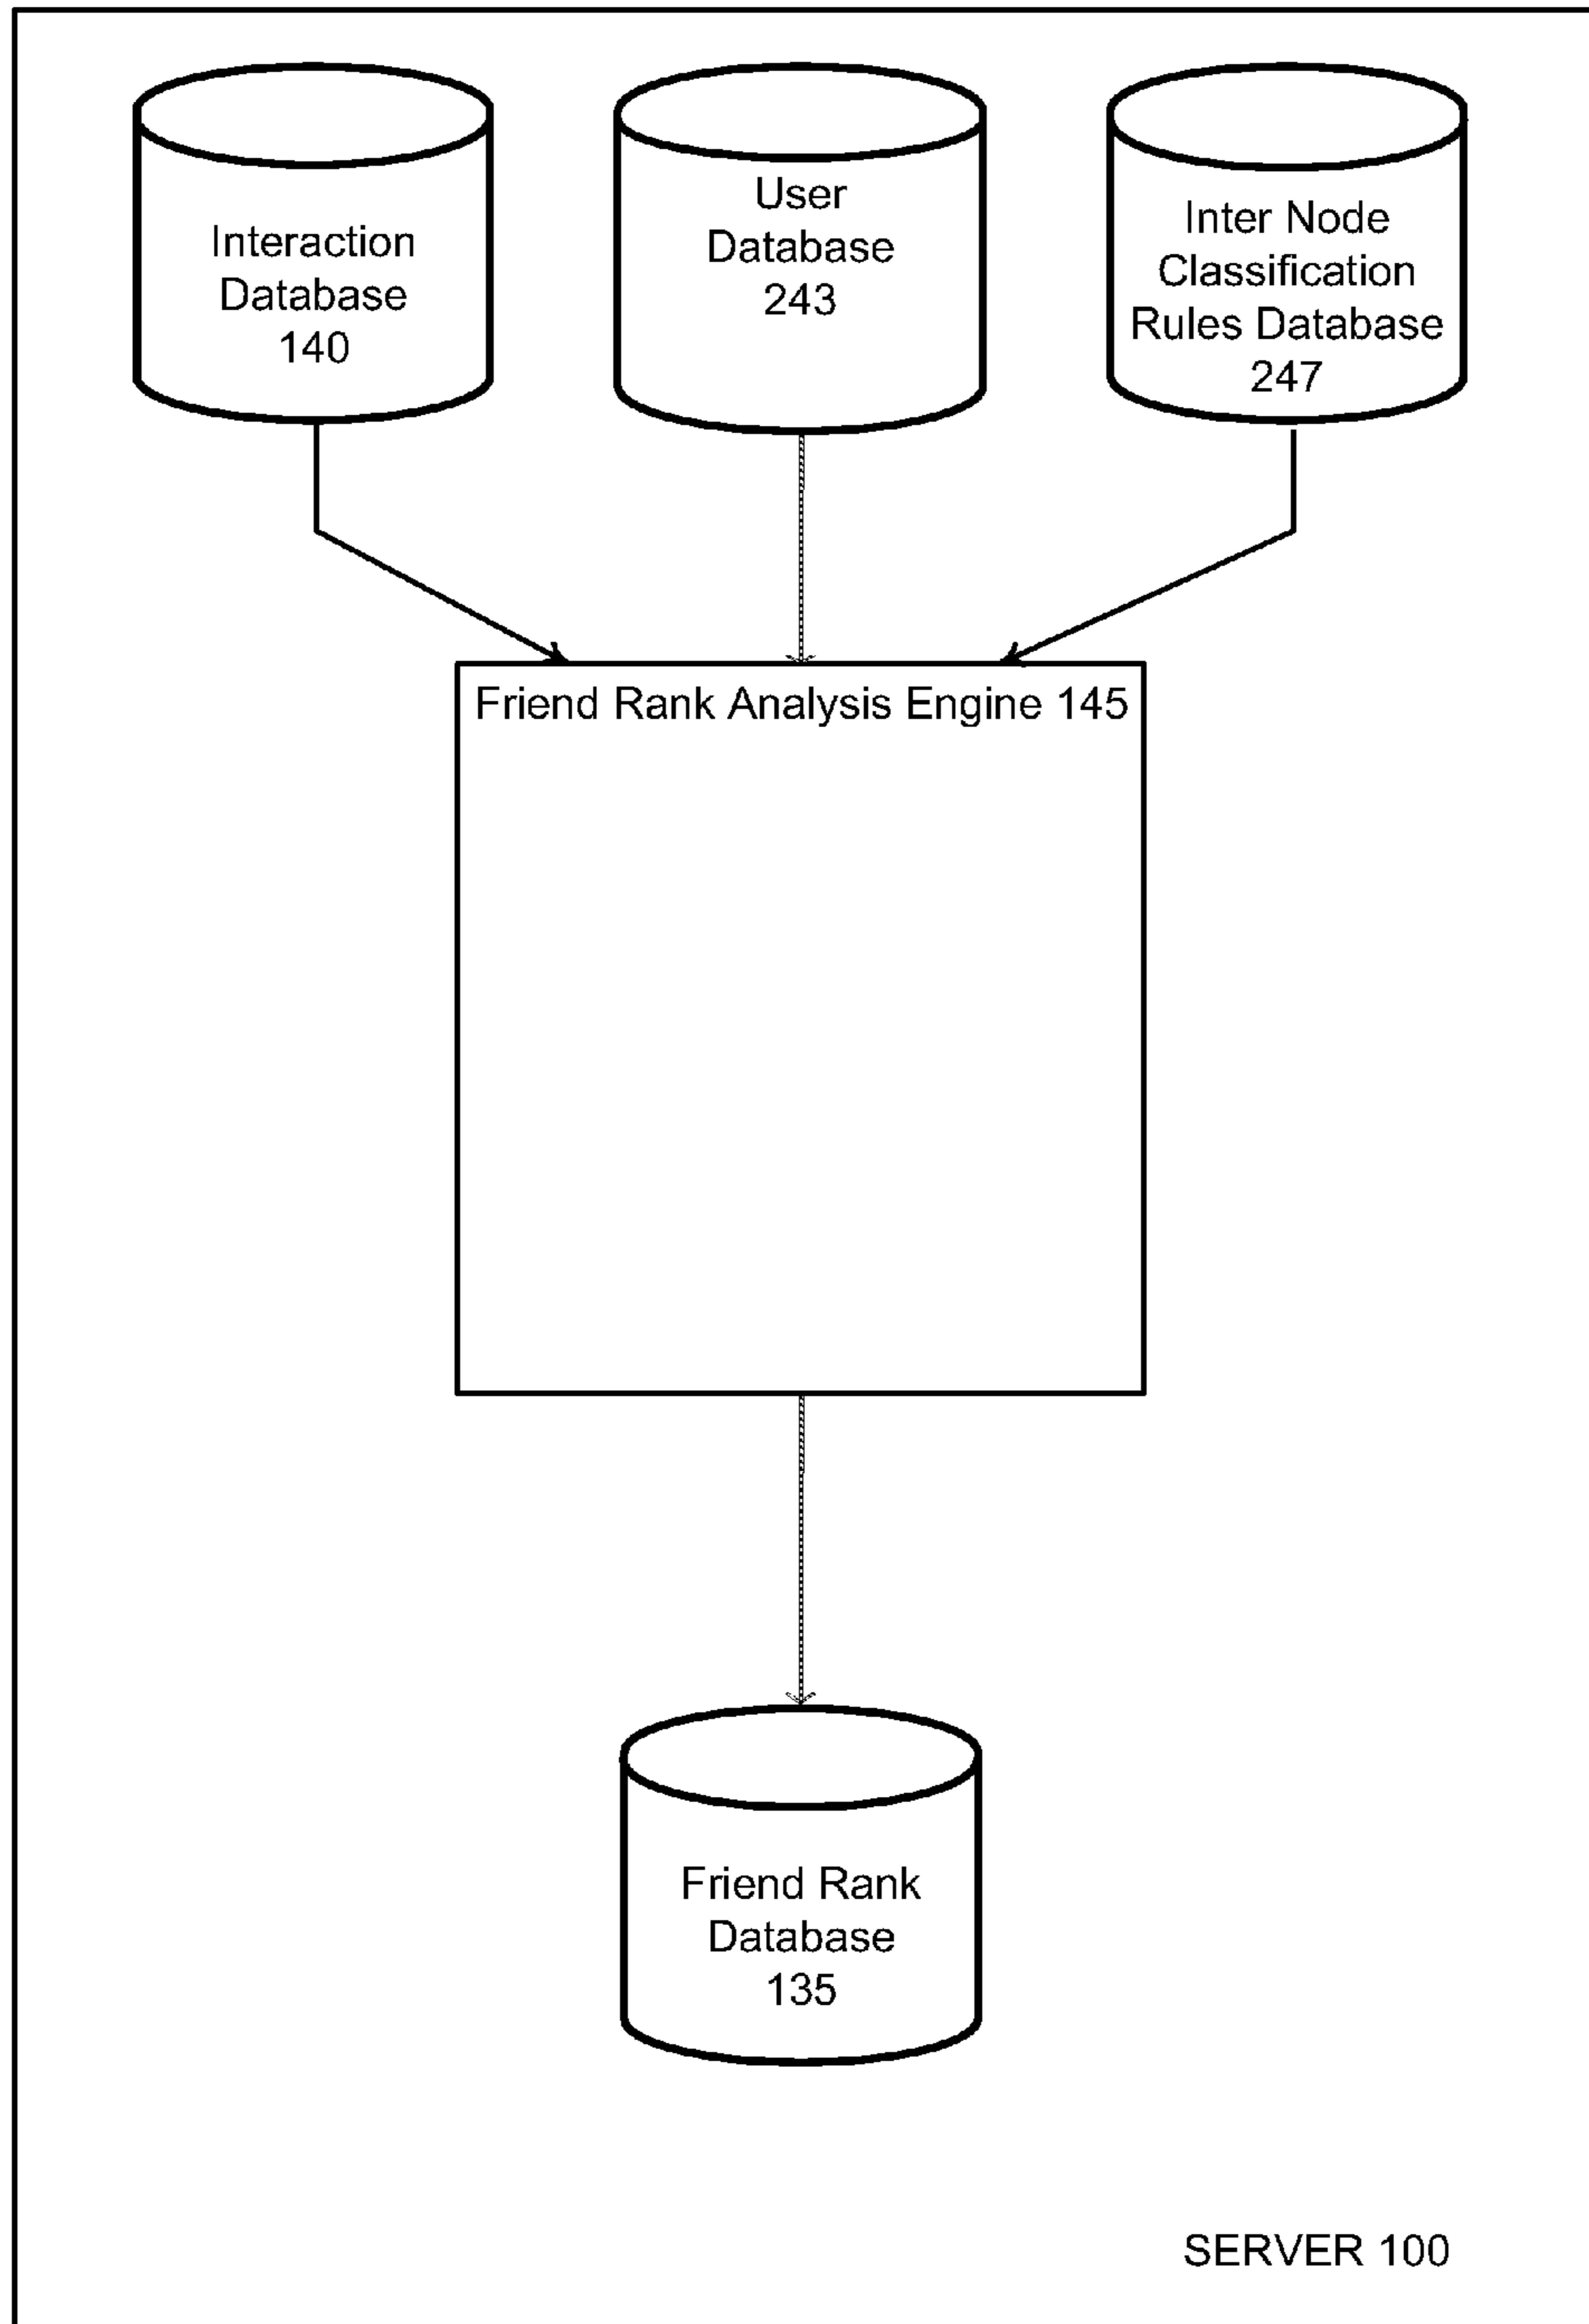 Interaction
Database
140
User
Database
243
Inter Node
Classification
Rules Database
247
Friend Rank Analysis Engine 145
Friend Rank
Database
135
SERVER 100